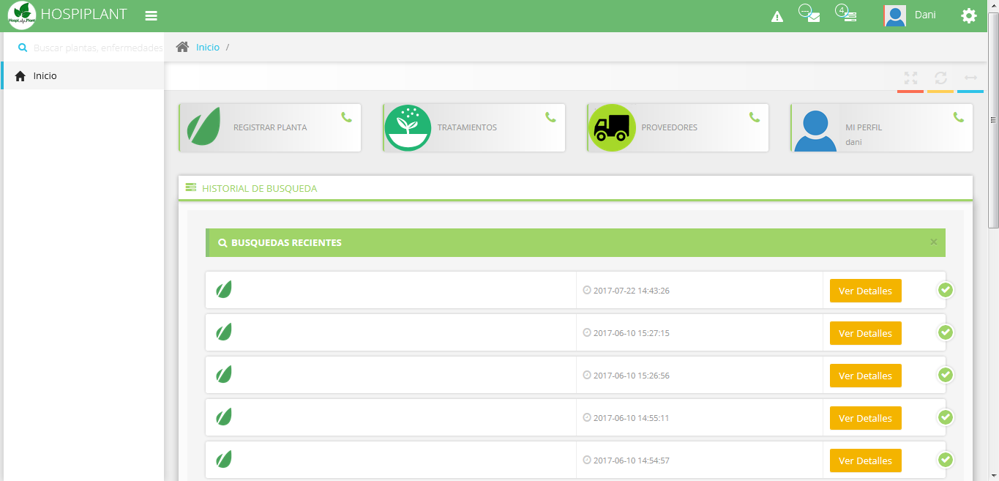 HOSPIPLANT
4
Dani
Buscar plantas, enfermedades
Inicio /
Inicio
REGISTRAR PLANTA
TRATAMIENTOS
PROVEEDORES
MI PERFIL
dani
HISTORIAL DE BUSQUEDA
BUSQUEDAS RECIENTES ×
2017-07-22 14:43:26 Ver Detalles
2017-06-10 15:27:15 Ver Detalles
2017-06-10 15:26:56 Ver Detalles
2017-06-10 14:55:11 Ver Detalles
2017-06-10 14:54:57 Ver Detalles